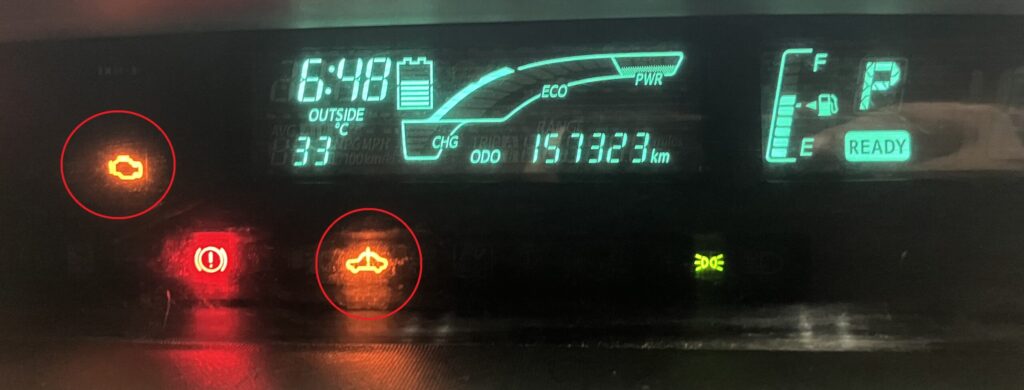 6:48
OUTSIDE
°C
33
CHG
ECO
PWR
ODO 157323 km
F
E
P
READY